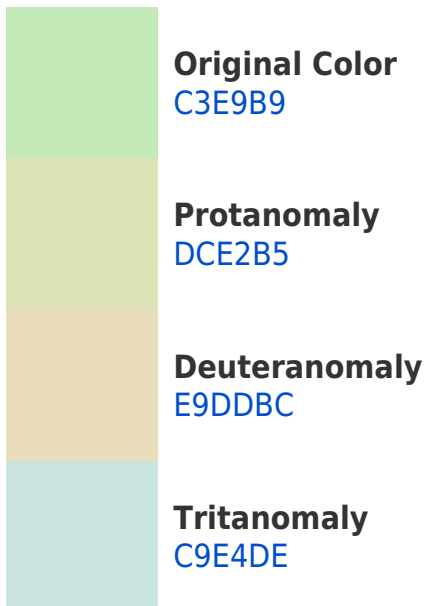 Original Color
C3E9B9
Protanomaly
DCE2B5
Deuteranomaly
E9DDBC
Tritanomaly
C9E4DE